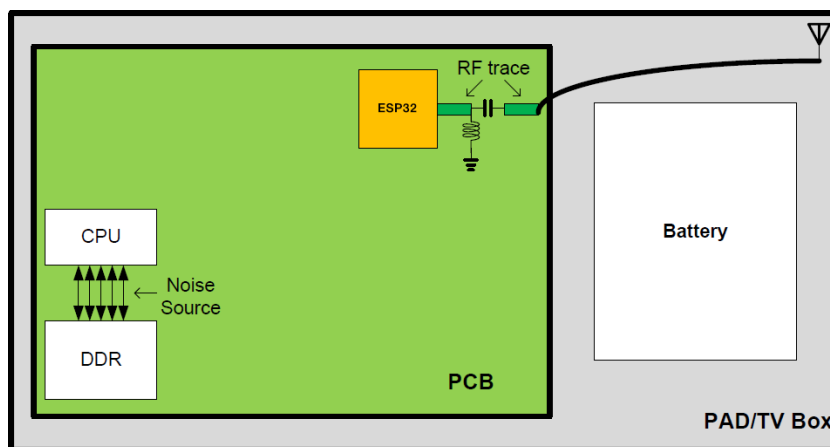 RF trace
ESP32
CPU
Noise
Source
DDR
Battery
PCB
PAD/TV Box